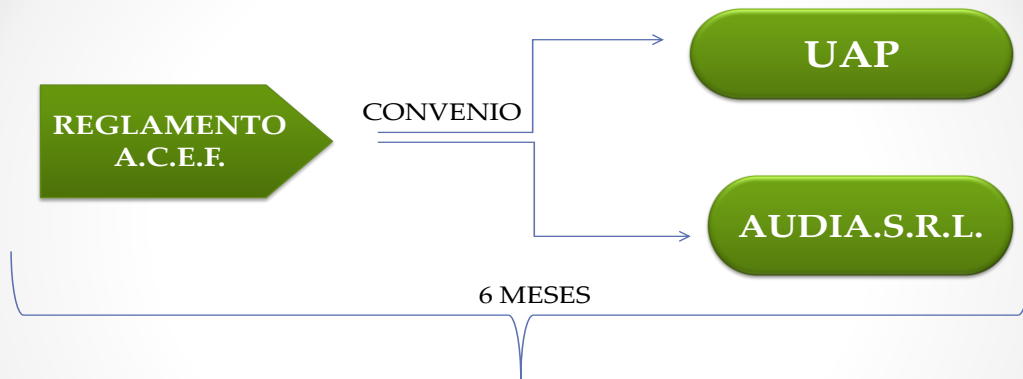 UAP
REGLAMENTO
A.C.E.F.
CONVENIO
AUDIA.S.R.L.
6 MESES